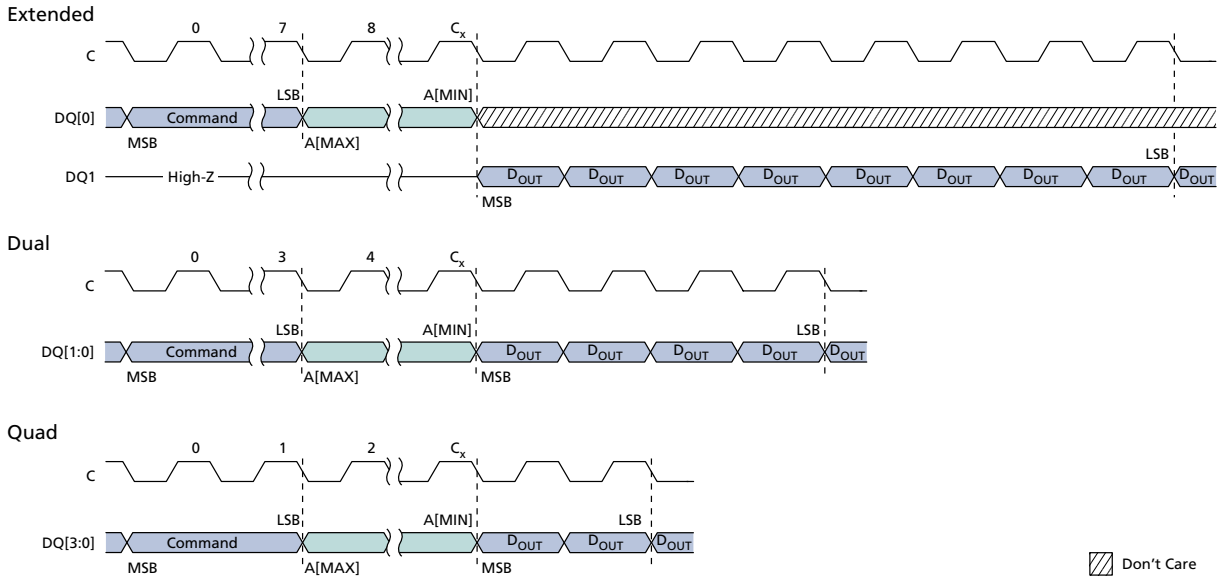 Extended
0 7 8 Cx
C
LSB A[MIN]
DQ[0] Command
MSB A[MAX]
LSB
DQ1 High-Z DOUT DOUT DOUT DOUT DOUT DOUT DOUT DOUT DOUT
MSB
Dual
0 3 4 Cx
C
LSB A[MIN] LSB
DQ[1:0] Command DOUT DOUT DOUT DOUT DOUT
MSB A[MAX] MSB
Quad
0 1 2 Cx
C
LSB A[MIN] LSB
DQ[3:0] Command DOUT DOUT DOUT
MSB A[MAX] MSB
Don't Care